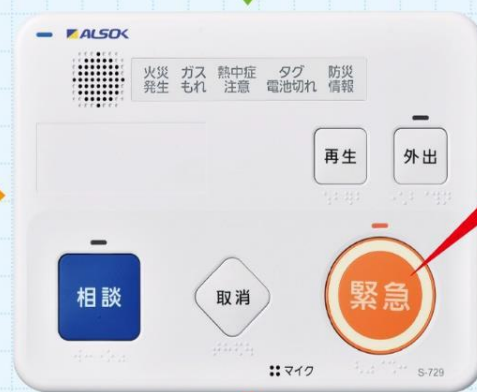 ALSOK
火災発生 ガスもれ 熱中症注意 タグ電池切れ 防災情報
再生 外出
相談 取消 緊急
マイク S-729